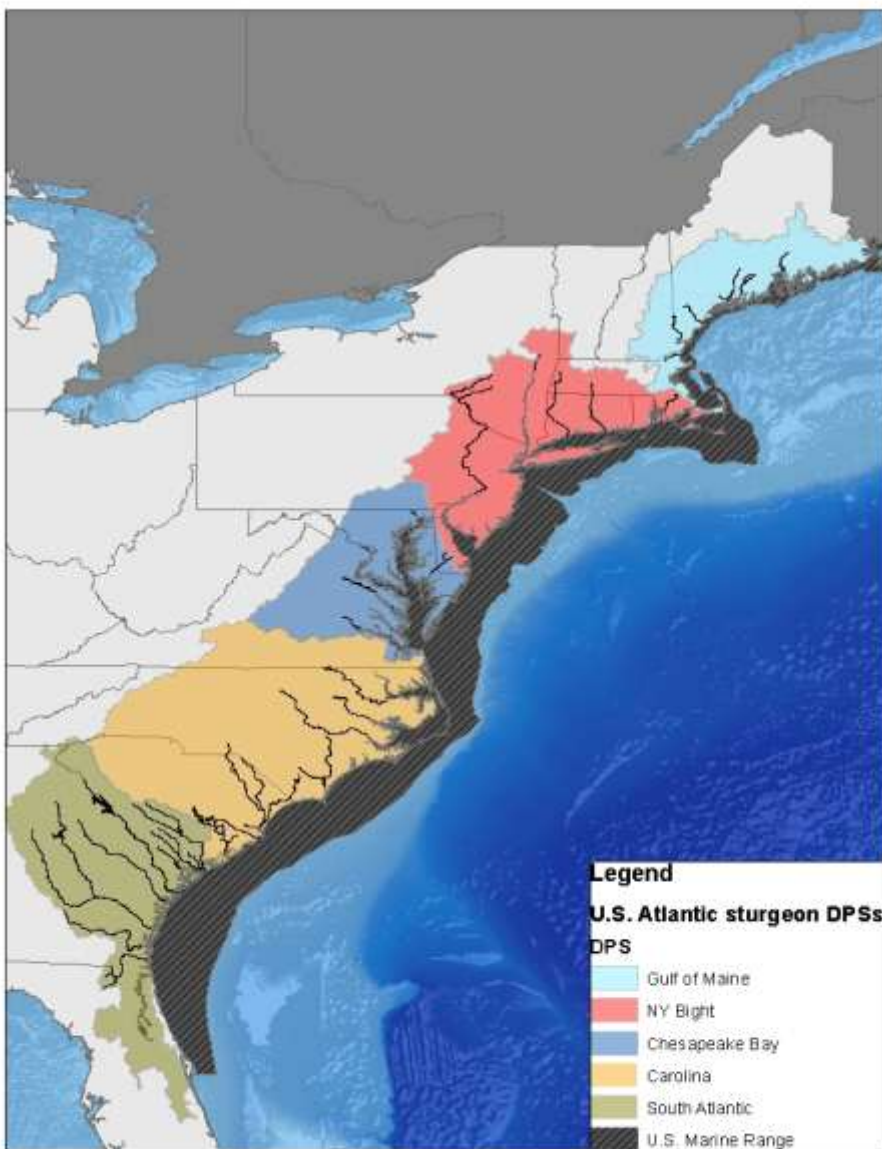 Legend
U.S. Atlantic sturgeon DPSs
DPS
Gulf of Maine
NY Bight
Chesapeake Bay
Carolina
South Atlantic
U.S. Marine Range